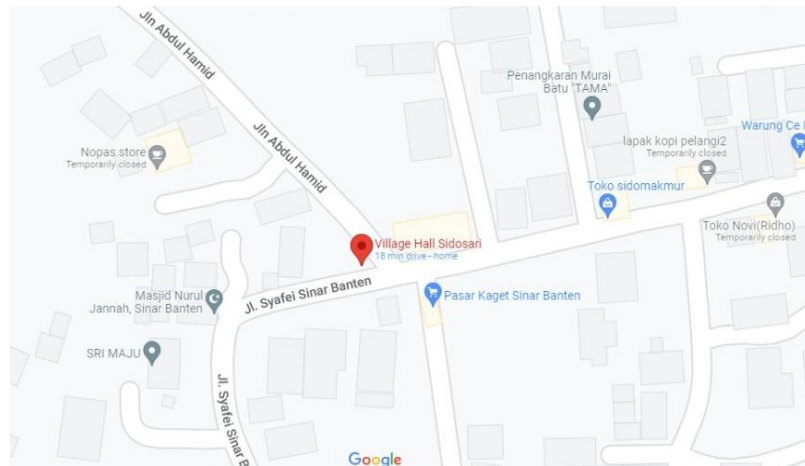 Jln Abdul Hamid
Penangkaran Murai
Batu "TAMA"
Warung Ce
Jln Abdul Hamid
Nopas store
Temporarily closed
lapak kopi pelangi2
Temporarily closed
Toko sidomakmur
Toko Novi(Ridho)
Temporarily closed
Village Hall Sidosari
18 min drive - home
Masjid Nurul
Jannah, Sinar Banten
Jl. Syafei Sinar Banten
Pasar Kaget Sinar Banten
SRI MAJU
Jl. Syafei Sinar B
Google